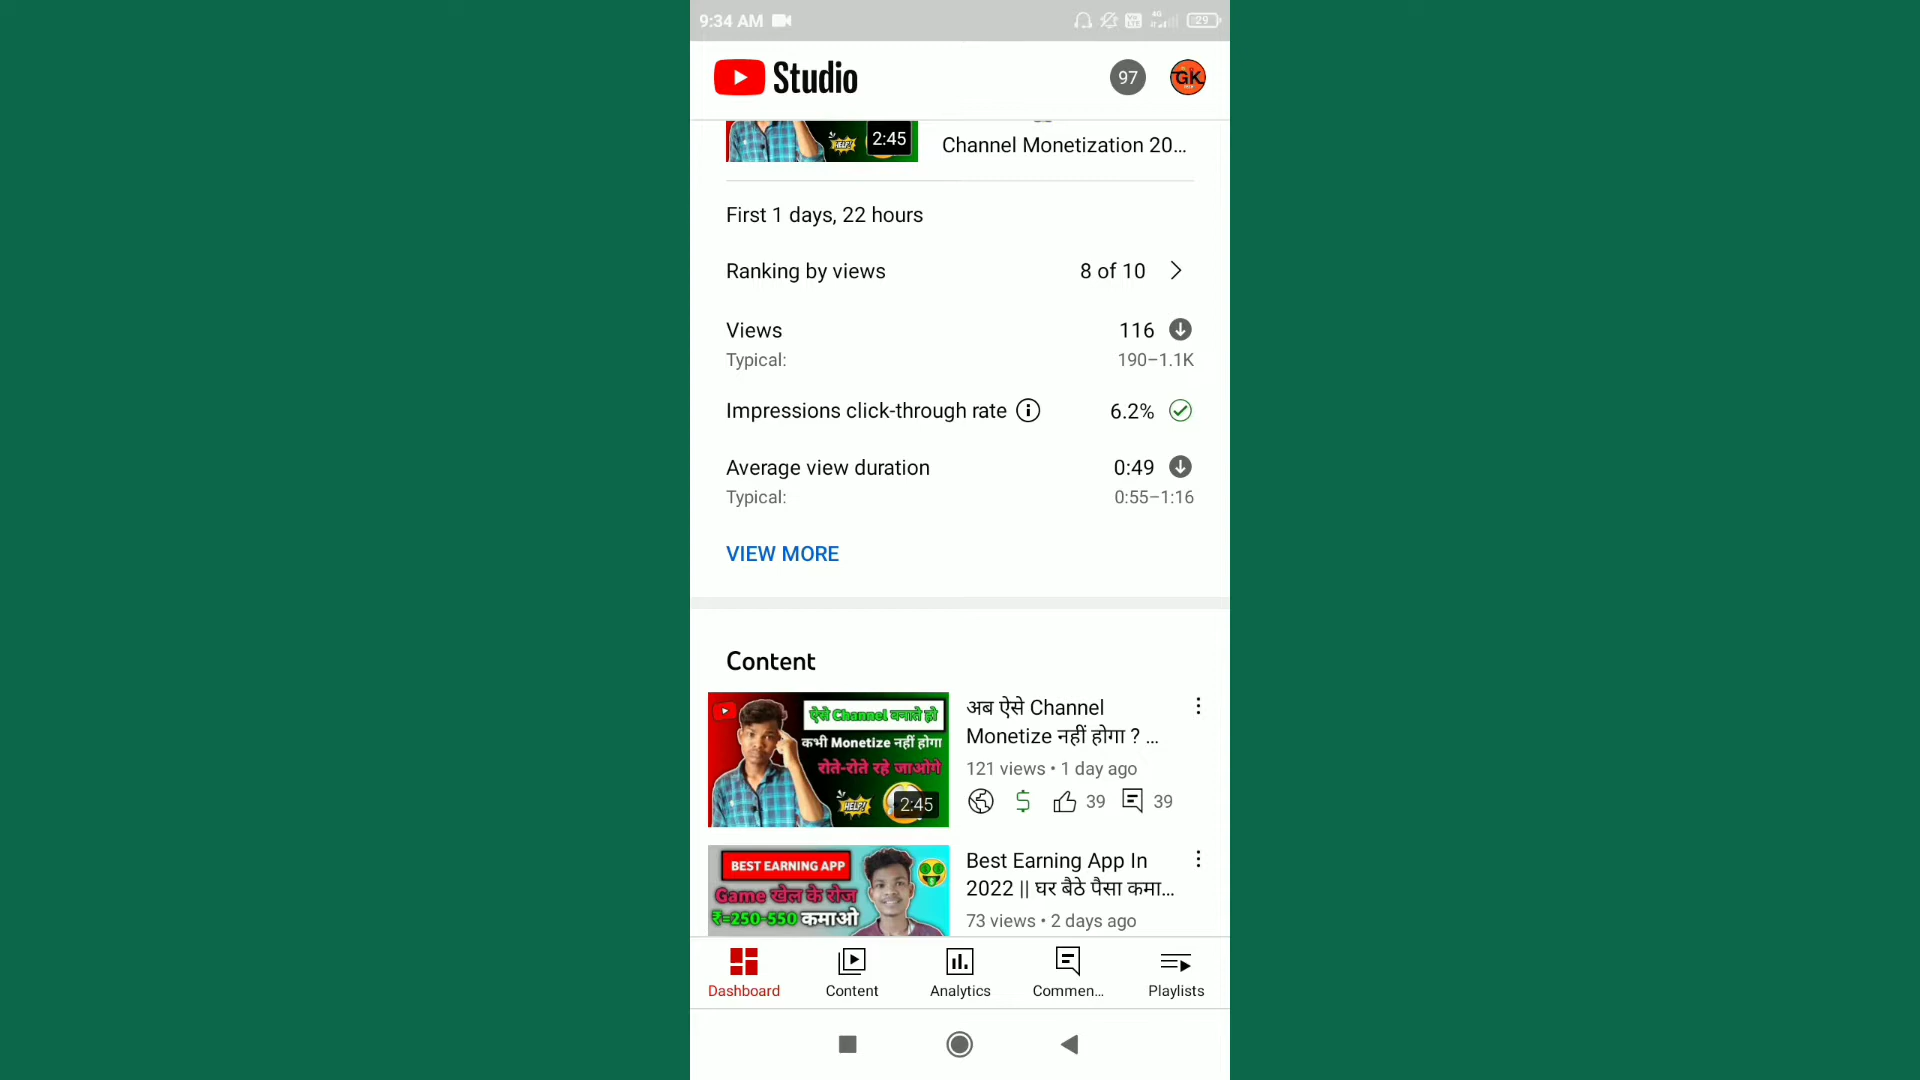 9:34 AM
29
Studio
97
GK
HELP!
2:45
Channel Monetization 20...
First 1 days, 22 hours
Ranking by views
8 of 10
Views
116
Typical:
190–1.1K
Impressions click-through rate
6.2%
Average view duration
0:49
Typical:
0:55–1:16
VIEW MORE
Content
ऐसे Channel बनाते हो
कभी Monetize नहीं होगा
रोते-रोते रहे जाओगे
HELP!
2:45
अब ऐसे Channel
Monetize नहीं होगा ? ...
121 views • 1 day ago
39
39
BEST EARNING APP
Game खेल के रोज
₹=250-550 कमाओ
Best Earning App In
2022 || घर बैठे पैसा कमा...
73 views • 2 days ago
Dashboard
Content
Analytics
Commen...
Playlists